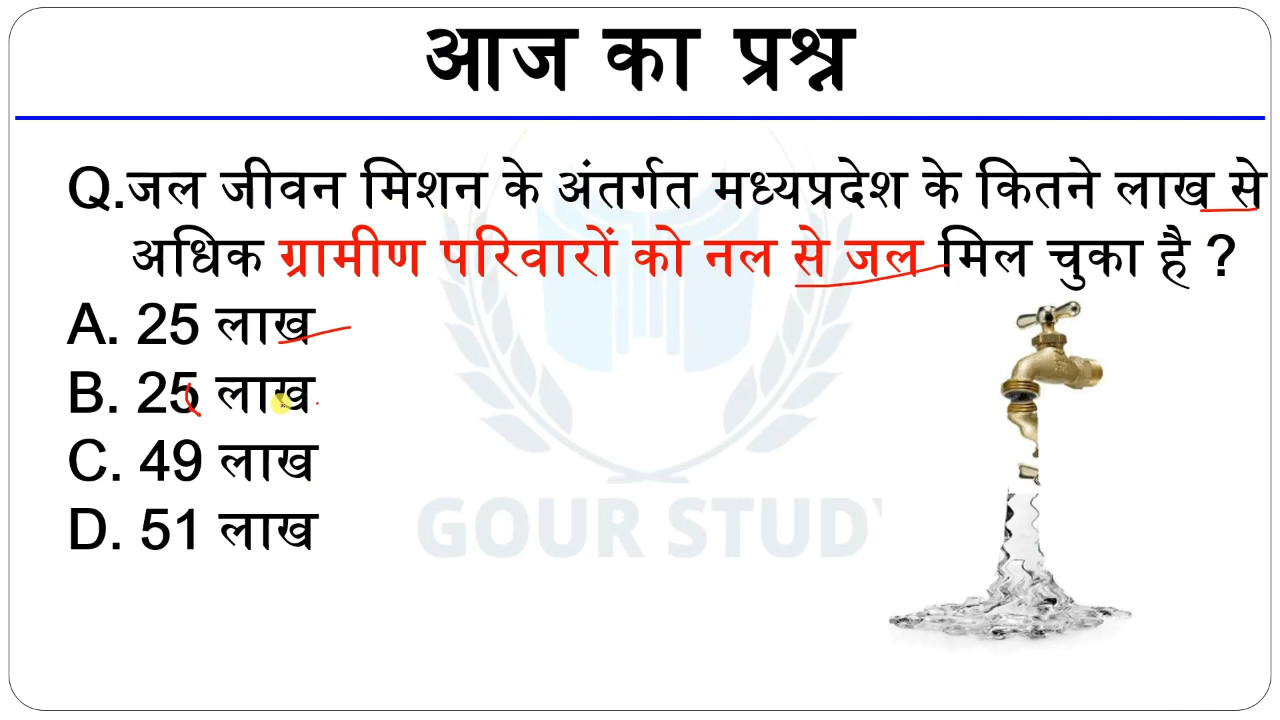 आज का प्रश्न
Q.जल जीवन मिशन के अंतर्गत मध्यप्रदेश के कितने लाख से
अधिक ग्रामीण परिवारों को नल से जल मिल चुका है ?
A. 25 लाख
B. 25 लाख
C. 49 लाख
D. 51 लाख
GOUR STUDY